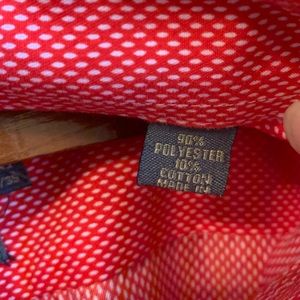 90%
POLYESTER
10%
COTTON
MADE IN